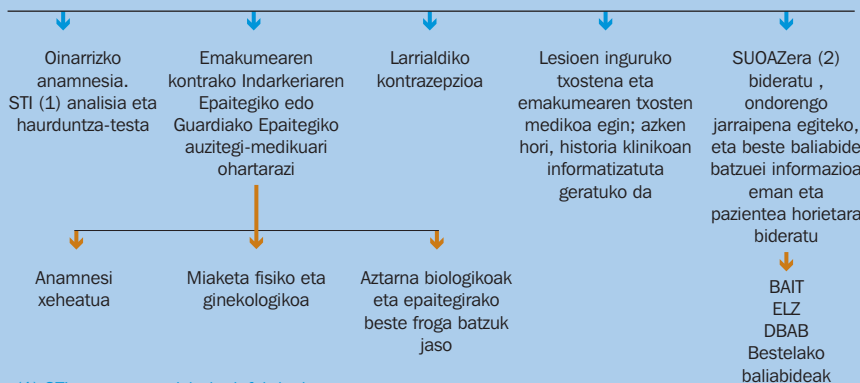 Oinarrizko
anamnesia.
STI (1) analisia eta
haurduntza-testa
Emakumearen
kontrako Indarkeriaren
Epaitegiko edo
Guardiako Epaitegiko
auzitegi-medikuari
ohartarazi
Larrialdiko
kontrazepzioa
Lesioen inguruko
txostena eta
emakumearen txosten
medikoa egin; azken
hori, historia klinikoan
informatizatuta
geratuko da
SUOAZera (2)
bideratu ,
ondorengo
jarraipena egiteko,
eta beste baliabide
batzuei informazioa
eman eta
pazientea horietara
bideratu
Anamnesi
xeheatua
Miaketa fisiko eta
ginekologikoa
Aztarna biologikoak
eta epaitegirako
beste froga batzuk
jaso
BAIT
ELZ
DBAB
Bestelako
baliabideak